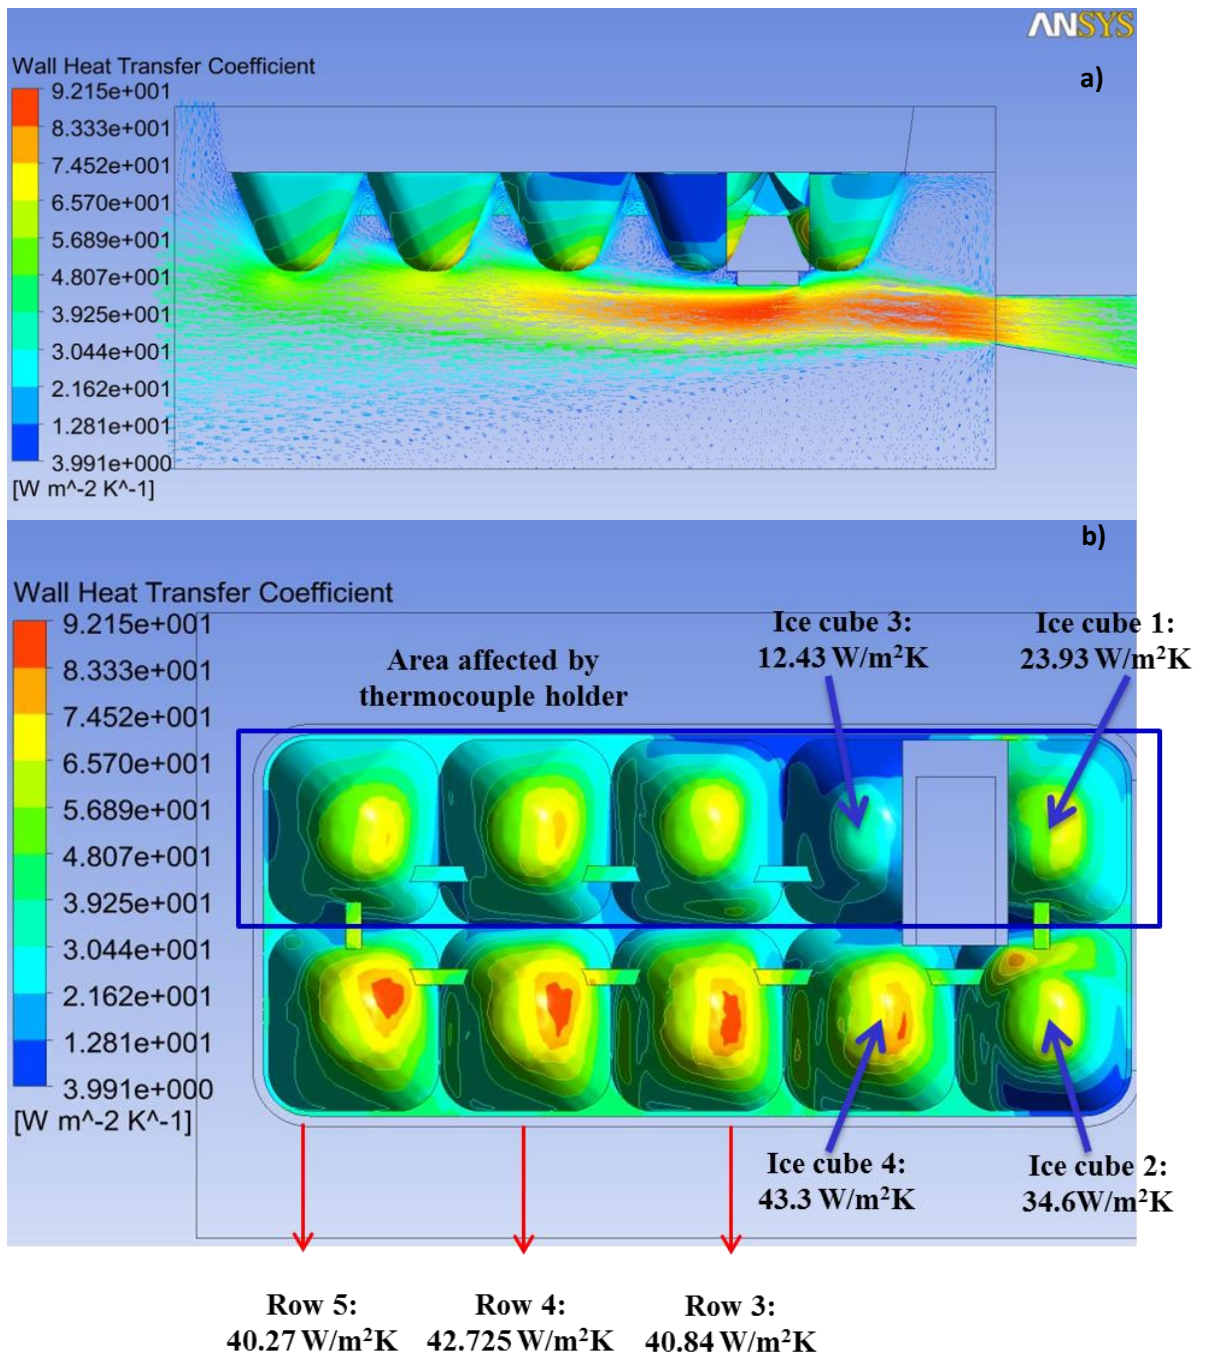 ANSYS
a)
Wall Heat Transfer Coefficient
9.215e+001
8.333e+001
7.452e+001
6.570e+001
5.689e+001
4.807e+001
3.925e+001
3.044e+001
2.162e+001
1.281e+001
3.991e+000
[W m^-2 K^-1]
b)
Wall Heat Transfer Coefficient
9.215e+001
8.333e+001
7.452e+001
6.570e+001
5.689e+001
4.807e+001
3.925e+001
3.044e+001
2.162e+001
1.281e+001
3.991e+000
[W m^-2 K^-1]
Area affected by
thermocouple holder
Ice cube 3:
12.43 W/m²K
Ice cube 1:
23.93 W/m²K
Ice cube 4:
43.3 W/m²K
Ice cube 2:
34.6W/m²K
Row 5:
40.27 W/m²K
Row 4:
42.725 W/m²K
Row 3:
40.84 W/m²K